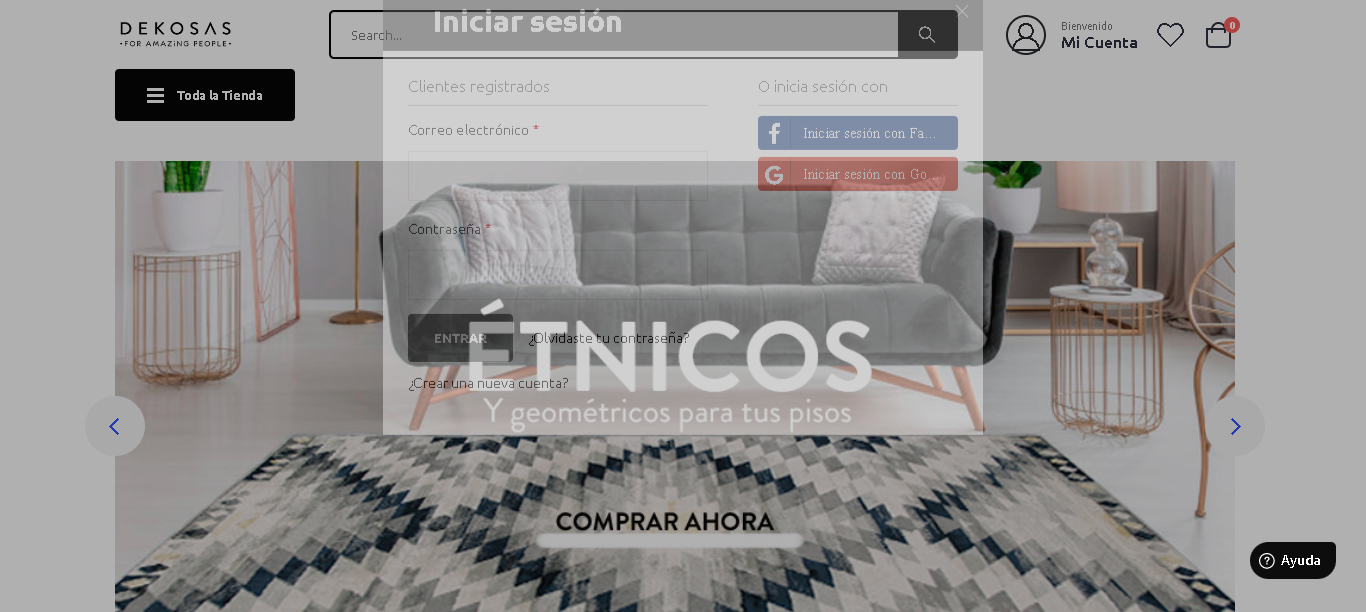 DEKOSAS
•FOR AMAZING PEOPLE•
Search...
Bienvenido
Mi Cuenta
0
Toda la Tienda
Iniciar sesión
Clientes registrados
Correo electrónico *
Contraseña *
ENTRAR
¿Olvidaste tu contraseña?
¿Crear una nueva cuenta?
O inicia sesión con
Iniciar sesión con Fa...
Iniciar sesión con Go...
ÉTNICOS
Y geométricos para tus pisos
COMPRAR AHORA
Ayuda